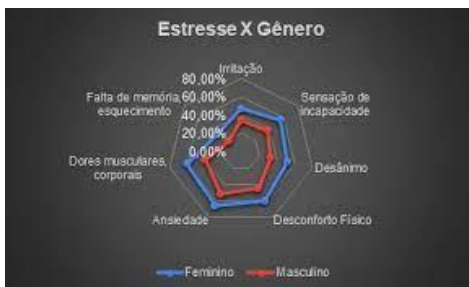 Estresse X Gênero
Irritação
Sensação de
incapacidade
Desânimo
Desconforto Físico
Ansiedade
Dores musculares,
corporais
Falta de memória,
esquecimento
80,00%
60,00%
40,00%
20,00%
0,00%
Feminino
Masculino